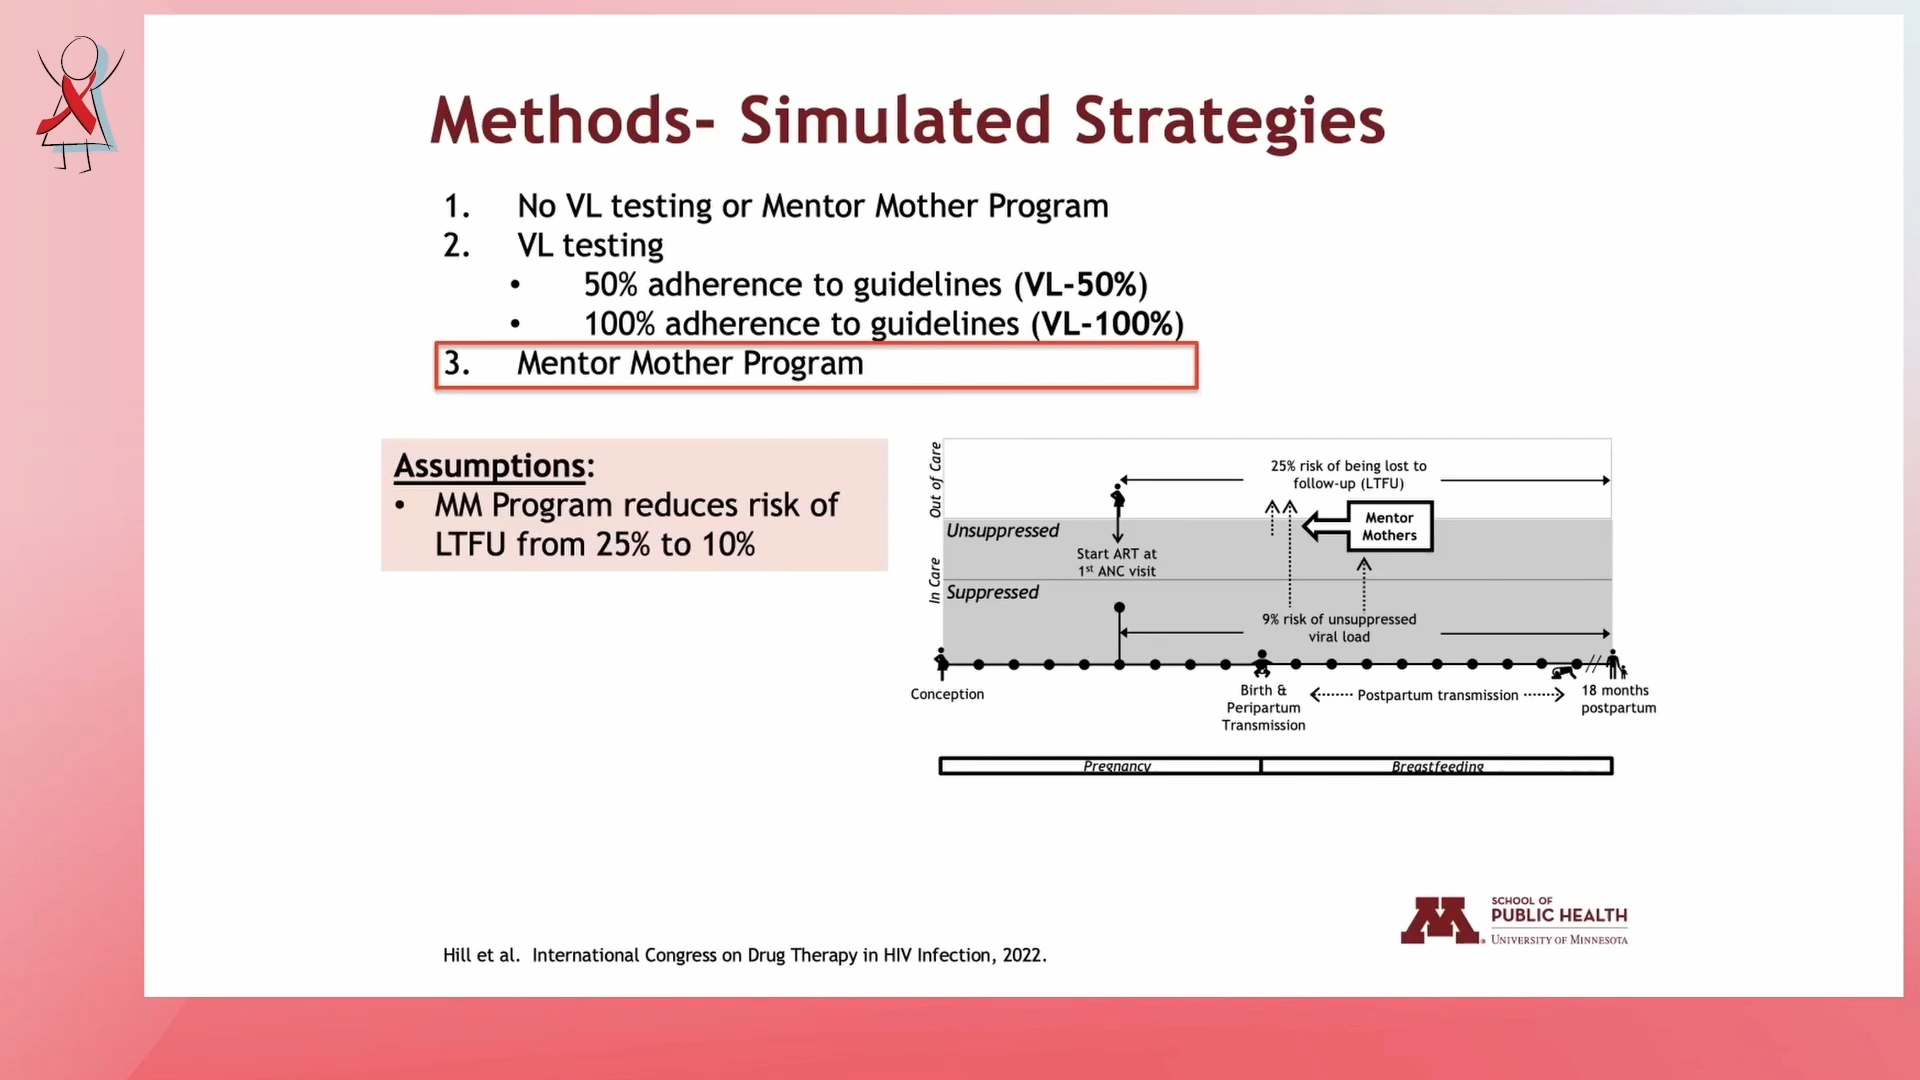 Methods- Simulated Strategies
1. No VL testing or Mentor Mother Program
2. VL testing
• 50% adherence to guidelines (VL-50%)
• 100% adherence to guidelines (VL-100%)
3. Mentor Mother Program
Assumptions:
• MM Program reduces risk of
LTFU from 25% to 10%
Out of Care
In Care
25% risk of being lost to
follow-up (LTFU)
Unsuppressed
Mentor
Mothers
Start ART at
1st ANC visit
Suppressed
9% risk of unsuppressed
viral load
Conception
Birth &
Peripartum
Transmission
Postpartum transmission
18 months
postpartum
Pregnancy
Breastfeeding
SCHOOL OF
PUBLIC HEALTH
UNIVERSITY OF MINNESOTA
Hill et al. International Congress on Drug Therapy in HIV Infection, 2022.